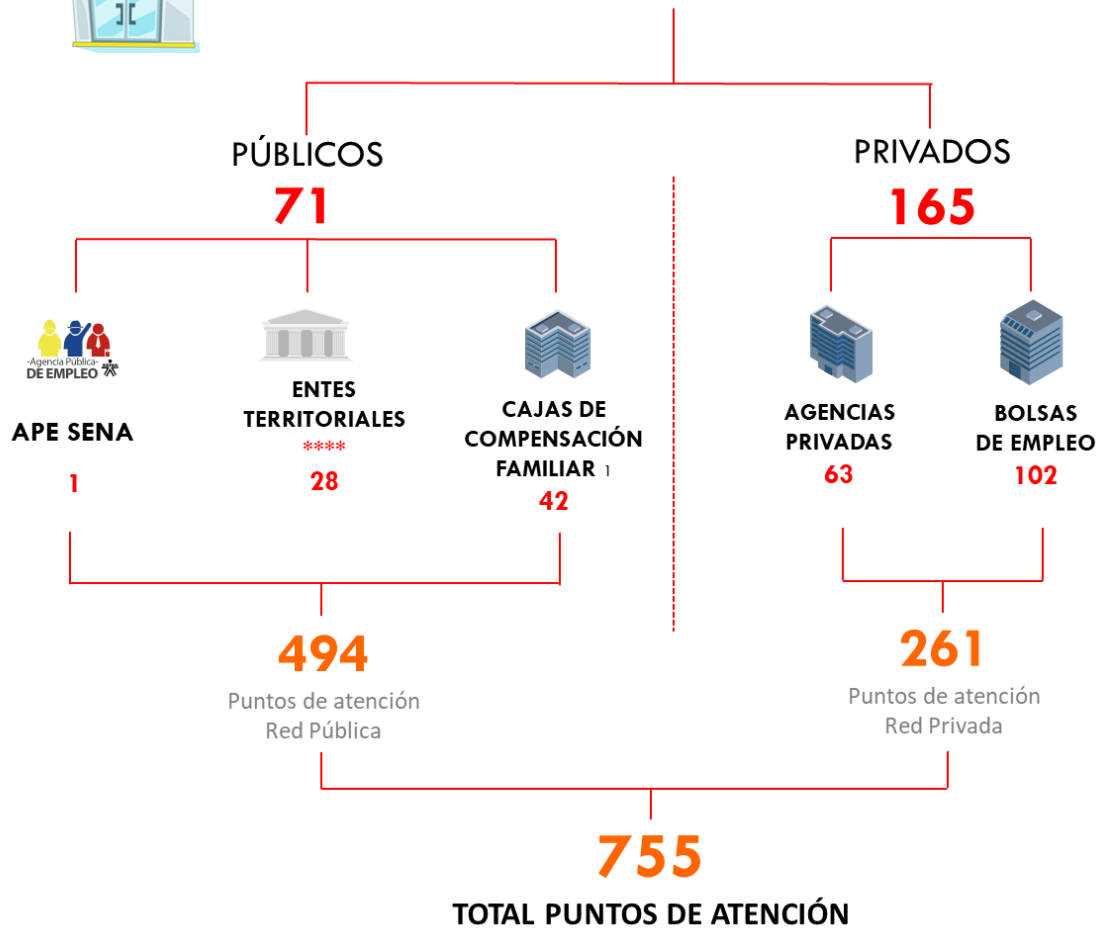 PÚBLICOS
71
PRIVADOS
165
-Agencia Pública-
DE EMPLEO
APE SENA
1
ENTES
TERRITORIALES
****
28
CAJAS DE
COMPENSACIÓN
FAMILIAR 1
42
AGENCIAS
PRIVADAS
63
BOLSAS
DE EMPLEO
102
494
Puntos de atención
Red Pública
261
Puntos de atención
Red Privada
755
TOTAL PUNTOS DE ATENCIÓN